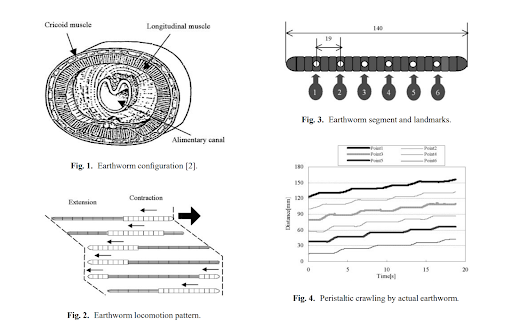 Cricoid muscle
Longitudinal muscle
Alimentary canal
Fig. 1. Earthworm configuration [2].
Extension
Contraction
Fig. 2. Earthworm locomotion pattern.
140
19
1 2 3 4 5 6
Fig. 3. Earthworm segment and landmarks.
Point1 Point2
Point3 Point4
Point5 Point6
Distance[mm]
180
150
120
90
60
30
0
0 5 10 15 20
Time[s]
Fig. 4. Peristaltic crawling by actual earthworm.